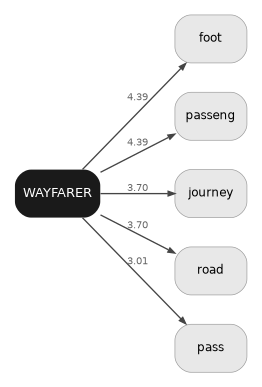 foot
4.39
passeng
4.39
WAYFARER
3.70
journey
3.70
road
3.01
pass